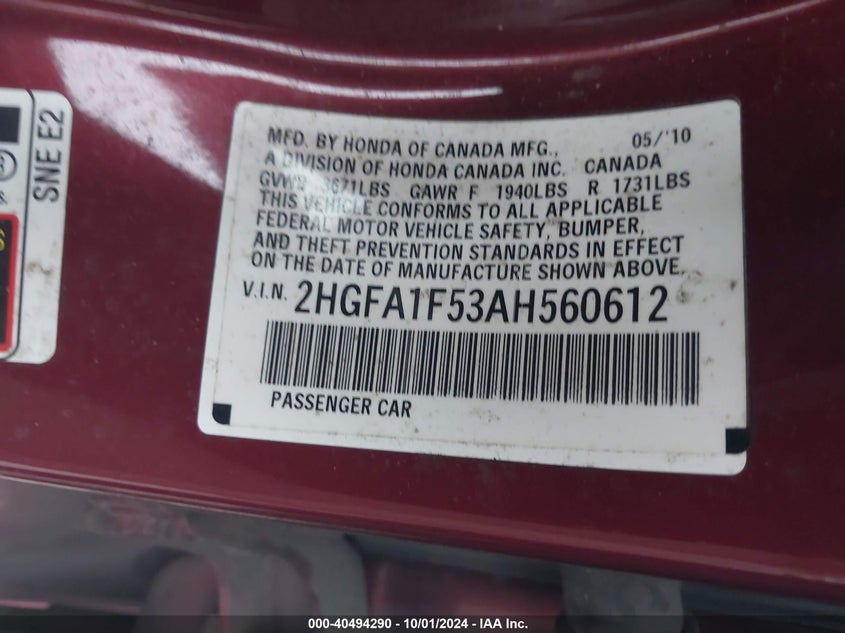 SNE E2
MFD. BY HONDA OF CANADA MFG., 05/'10
A DIVISION OF HONDA CANADA INC. CANADA
GVWR 3671LBS GAWR F 1940LBS R 1731LBS
THIS VEHICLE CONFORMS TO ALL APPLICABLE
FEDERAL MOTOR VEHICLE SAFETY, BUMPER,
AND THEFT PREVENTION STANDARDS IN EFFECT
ON THE DATE OF MANUFACTURE SHOWN ABOVE.
V.I.N. 2HGFA1F53AH560612
PASSENGER CAR
000-40494290 - 10/01/2024 - IAA Inc.